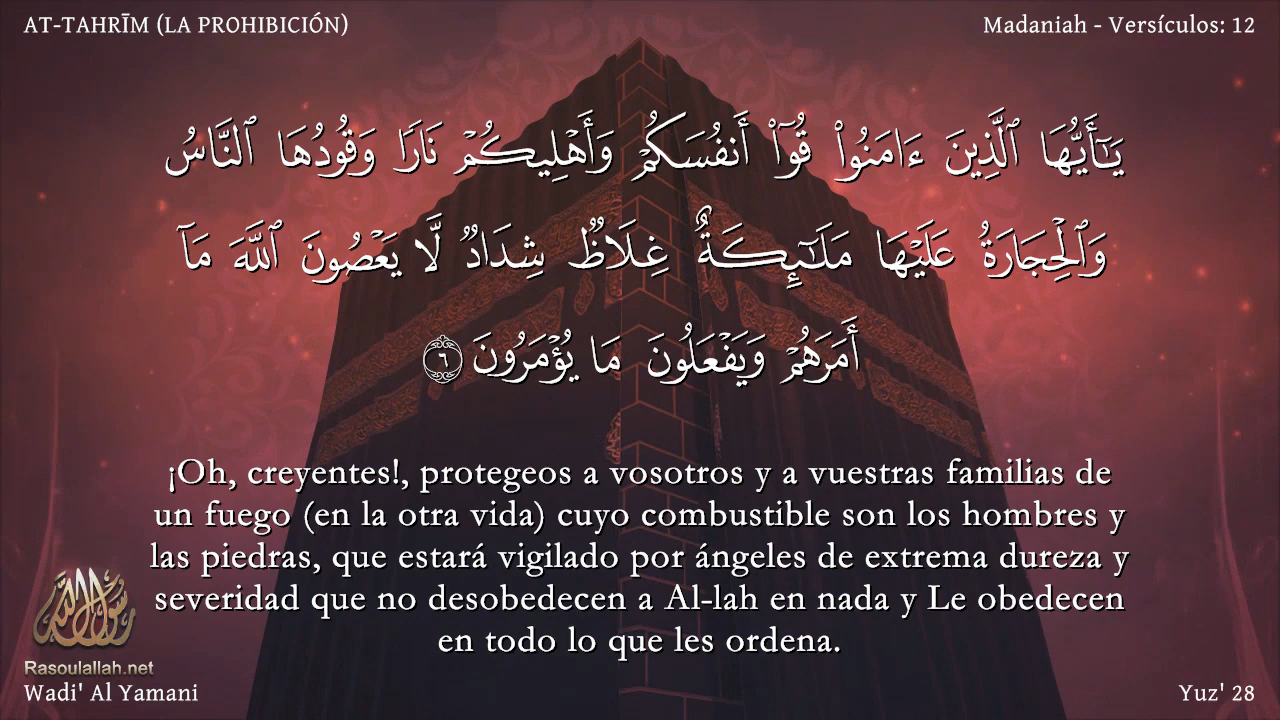 AT-TAHRĪM (LA PROHIBICIÓN)
Madaniah - Versículos: 12
يَـٰٓأَيُّهَا ٱلَّذِينَ ءَامَنُوا۟ قُوٓا۟ أَنفُسَكُمْ وَأَهْلِيكُمْ نَارًا وَقُودُهَا ٱلنَّاسُ
وَٱلْحِجَارَةُ عَلَيْهَا مَلَـٰٓئِكَةٌ غِلَاظٌ شِدَادٌ لَّا يَعْصُونَ ٱللَّهَ مَآ
أَمَرَهُمْ وَيَفْعَلُونَ مَا يُؤْمَرُونَ ٦
¡Oh, creyentes!, protegeos a vosotros y a vuestras familias de
un fuego (en la otra vida) cuyo combustible son los hombres y
las piedras, que estará vigilado por ángeles de extrema dureza y
severidad que no desobedecen a Al-lah en nada y Le obedecen
en todo lo que les ordena.
رسول الله
Rasoulallah.net
Wadi' Al Yamani
Yuz' 28